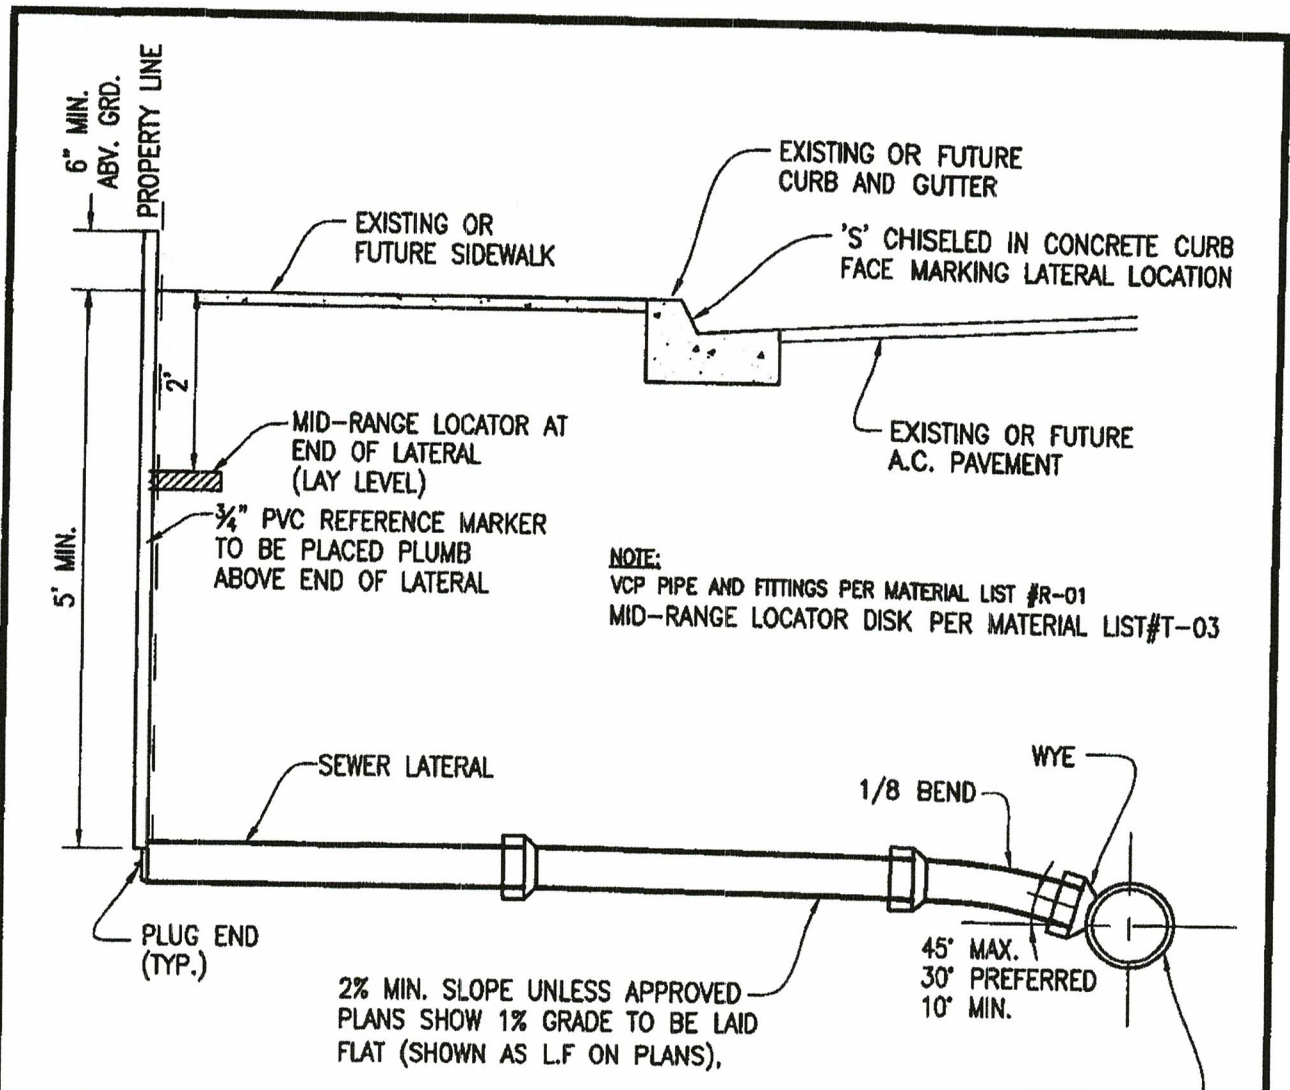 6" MIN.
ABV. GRD.
PROPERTY LINE
EXISTING OR
FUTURE SIDEWALK
EXISTING OR FUTURE
CURB AND GUTTER
'S' CHISELED IN CONCRETE CURB
FACE MARKING LATERAL LOCATION
2'
MID-RANGE LOCATOR AT
END OF LATERAL
(LAY LEVEL)
EXISTING OR FUTURE
A.C. PAVEMENT
5' MIN.
¾" PVC REFERENCE MARKER
TO BE PLACED PLUMB
ABOVE END OF LATERAL
NOTE:
VCP PIPE AND FITTINGS PER MATERIAL LIST #R-01
MID-RANGE LOCATOR DISK PER MATERIAL LIST#T-03
SEWER LATERAL
WYE
1/8 BEND
PLUG END
(TYP.)
45° MAX.
30° PREFERRED
10° MIN.
2% MIN. SLOPE UNLESS APPROVED
PLANS SHOW 1% GRADE TO BE LAID
FLAT (SHOWN AS L.F ON PLANS),